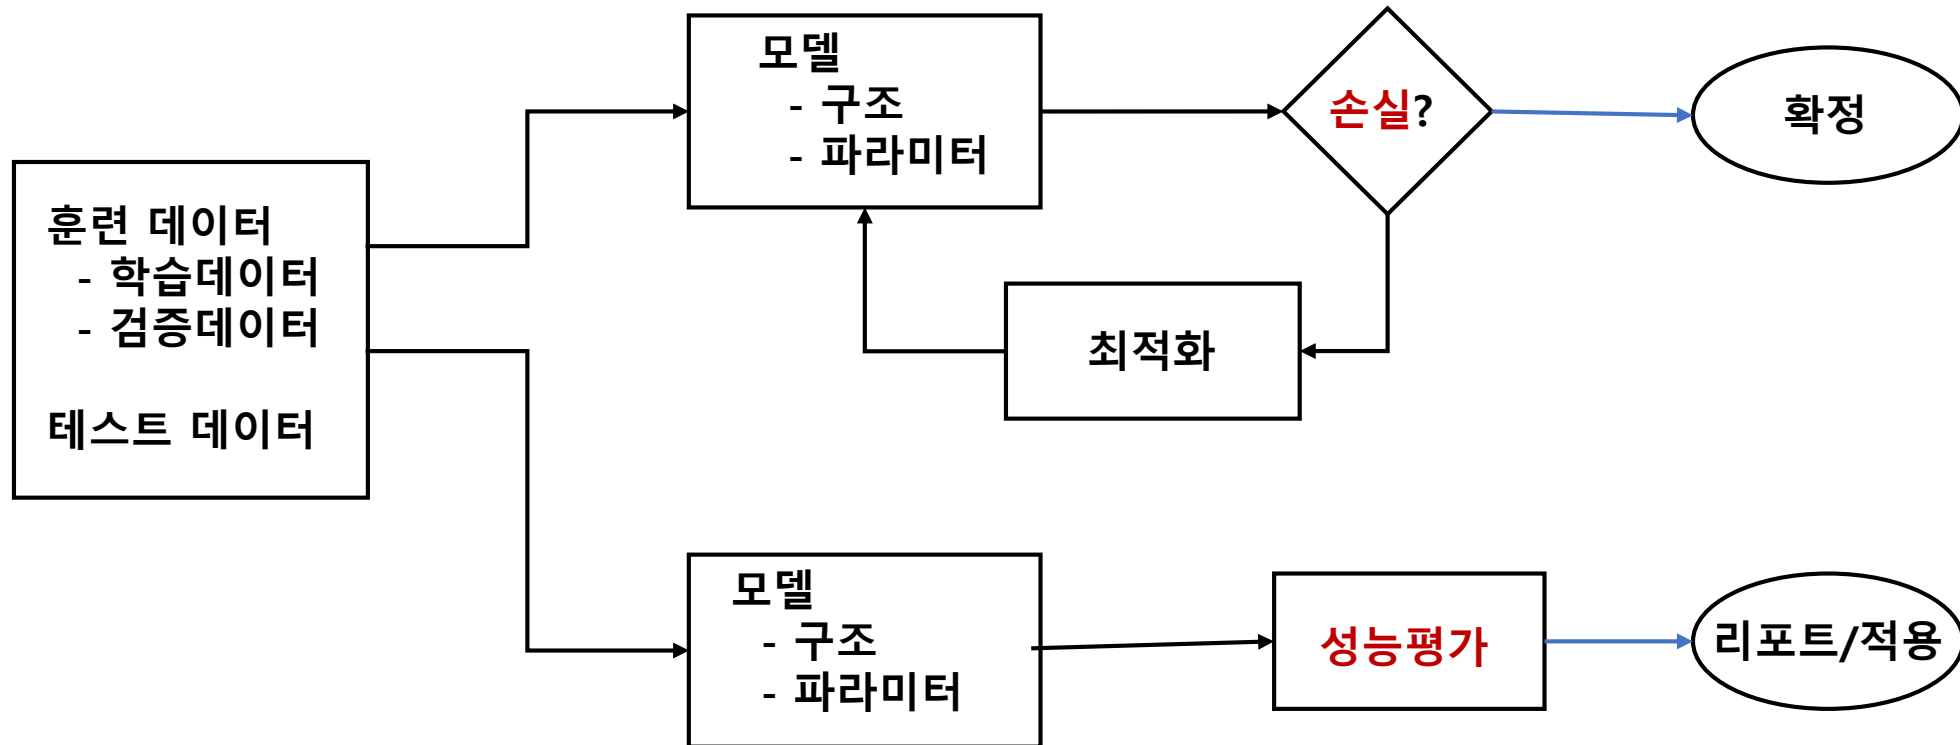 훈련 데이터
- 학습데이터
- 검증데이터
테스트 데이터
모델
- 구조
- 파라미터
손실?
확정
최적화
모델
- 구조
- 파라미터
성능평가
리포트/적용